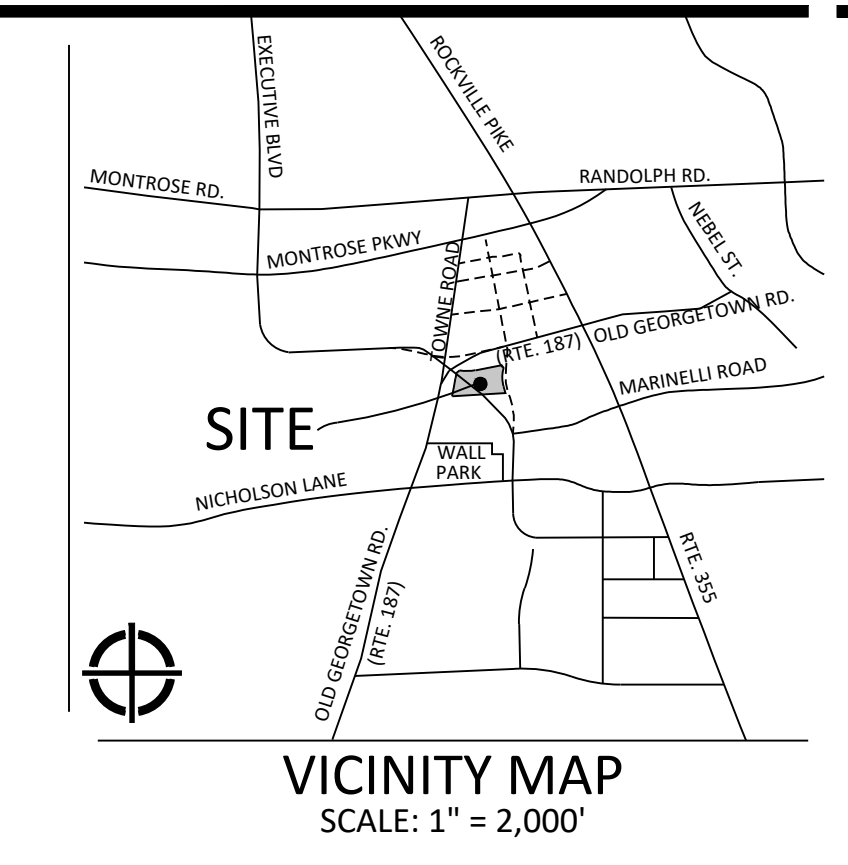 EXECUTIVE BLVD
ROCKVILLE PIKE
MONTROSE RD.
RANDOLPH RD.
NEBEL ST.
MONTROSE PKWY
TOWNE ROAD
OLD GEORGETOWN RD.
(RTE. 187)
MARINELLI ROAD
SITE
WALL
PARK
NICHOLSON LANE
RTE. 355
OLD GEORGETOWN RD.
(RTE. 187)
VICINITY MAP
SCALE: 1" = 2,000'